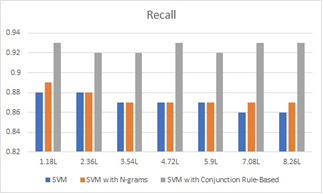 Recall
0.94
0.92
0.9
0.88
0.86
0.84
0.82
1.18L 2.36L 3.54L 4.72L 5.9L 7.08L 8.26L
SVM SVM with N-grams SVM with Conjunction Rule-Based